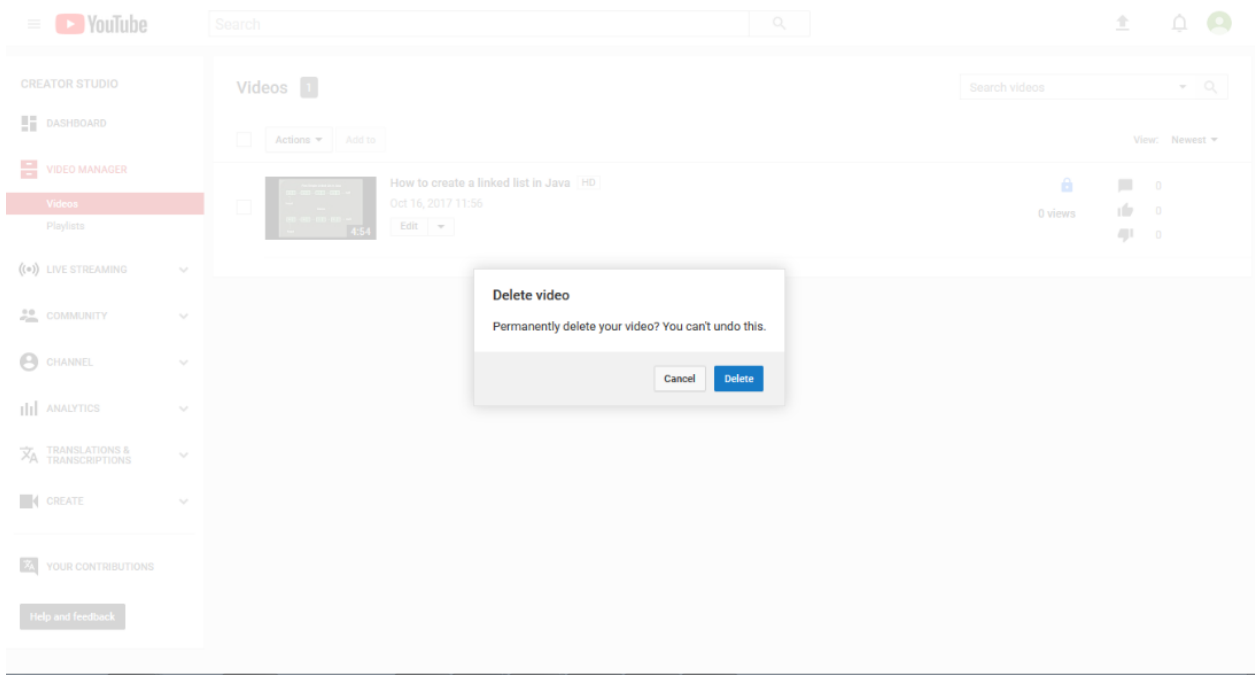 YouTube
Search
CREATOR STUDIO
DASHBOARD
VIDEO MANAGER
Videos
Playlists
LIVE STREAMING
COMMUNITY
CHANNEL
ANALYTICS
TRANSLATIONS &
TRANSCRIPTIONS
CREATE
YOUR CONTRIBUTIONS
Help and feedback
Videos 1
Search videos
Actions Add to
View: Newest
How to create a linked list in Java HD
Oct 16, 2017 11:56
Edit
4:54
0 views
0
0
0
Delete video
Permanently delete your video? You can't undo this.
Cancel Delete